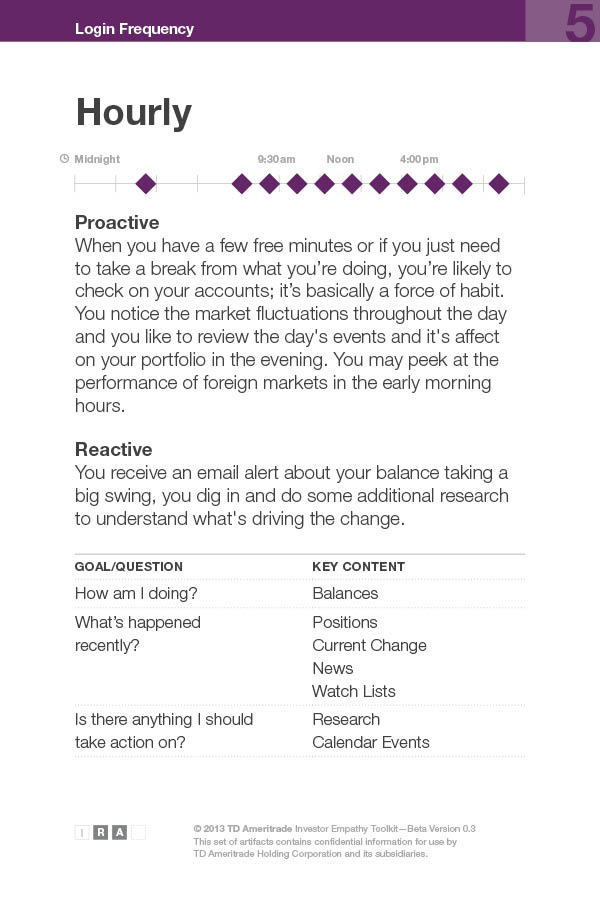 Login Frequency
5
Hourly
Midnight 9:30 am Noon 4:00 pm
Proactive
When you have a few free minutes or if you just need
to take a break from what you’re doing, you’re likely to
check on your accounts; it’s basically a force of habit.
You notice the market fluctuations throughout the day
and you like to review the day's events and it's affect
on your portfolio in the evening. You may peek at the
performance of foreign markets in the early morning
hours.
Reactive
You receive an email alert about your balance taking a
big swing, you dig in and do some additional research
to understand what's driving the change.
GOAL/QUESTION KEY CONTENT
How am I doing? Balances
What’s happened Positions
recently? Current Change
News
Watch Lists
Is there anything I should Research
take action on? Calendar Events
I R A
© 2013 TD Ameritrade Investor Empathy Toolkit—Beta Version 0.3
This set of artifacts contains confidential information for use by
TD Ameritrade Holding Corporation and its subsidiaries.